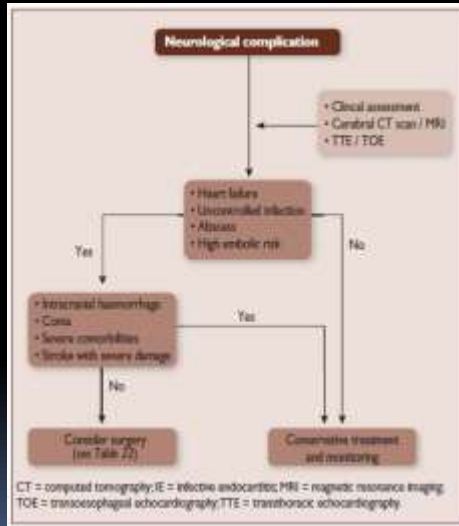 Neurological complication
• Clinical assessment
• Cerebral CT scan / MRI
• TTE / TOE
• Heart failure
• Uncontrolled infection
• Abscess
• High embolic risk
Yes
No
• Intracranial haemorrhage
• Coma
• Severe comorbidities
• Stroke with severe damage
Yes
No
Consider surgery
(see Table 22)
Conservative treatment
and monitoring
CT = computed tomography; IE = infective endocarditis; MRI = magnetic resonance imaging;
TOE = transoesophageal echocardiography; TTE = transthoracic echocardiography.